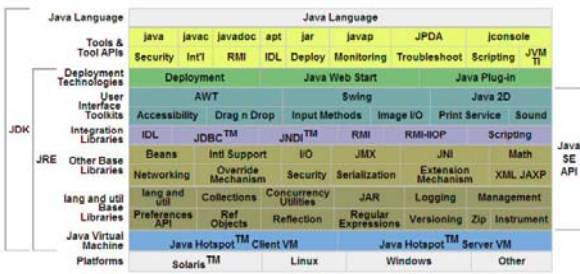 Java Language Java Language
Tools & Tool APIs java javac javadoc apt jar javap JPDA jconsole
Security Int'l RMI IDL Deploy Monitoring Troubleshoot Scripting JVM TI
Deployment Technologies Deployment Java Web Start Java Plug-in
User Interface Toolkits AWT Swing Java 2D
Accessibility Drag n Drop Input Methods Image I/O Print Service Sound
Integration Libraries IDL JDBC™ JNDI™ RMI RMI-IIOP Scripting
JDK
JRE
Java SE API
Other Base Libraries Beans Intl Support I/O JMX JNI Math
Networking Override Mechanism Security Serialization Extension Mechanism XML JAXP
lang and util Base Libraries lang and util Collections Concurrency Utilities JAR Logging Management
Preferences API Ref Objects Reflection Regular Expressions Versioning Zip Instrument
Java Virtual Machine Java Hotspot™ Client VM Java Hotspot™ Server VM
Platforms Solaris™ Linux Windows Other